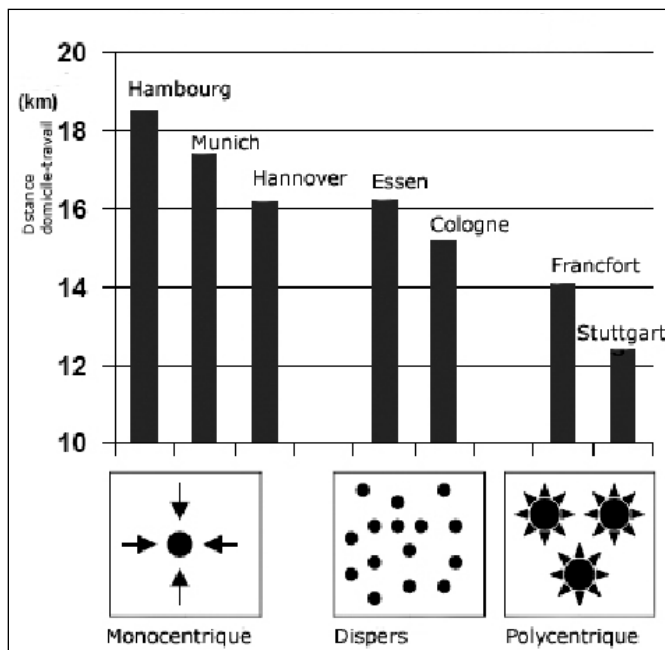 20
Hambourg
(km)
18
Munich
Hannover
Essen
Dstance
domicile-travail
16
Cologne
Francfort
14
Stuttgart
12
10
Monocentrique
Dispers
Polycentrique